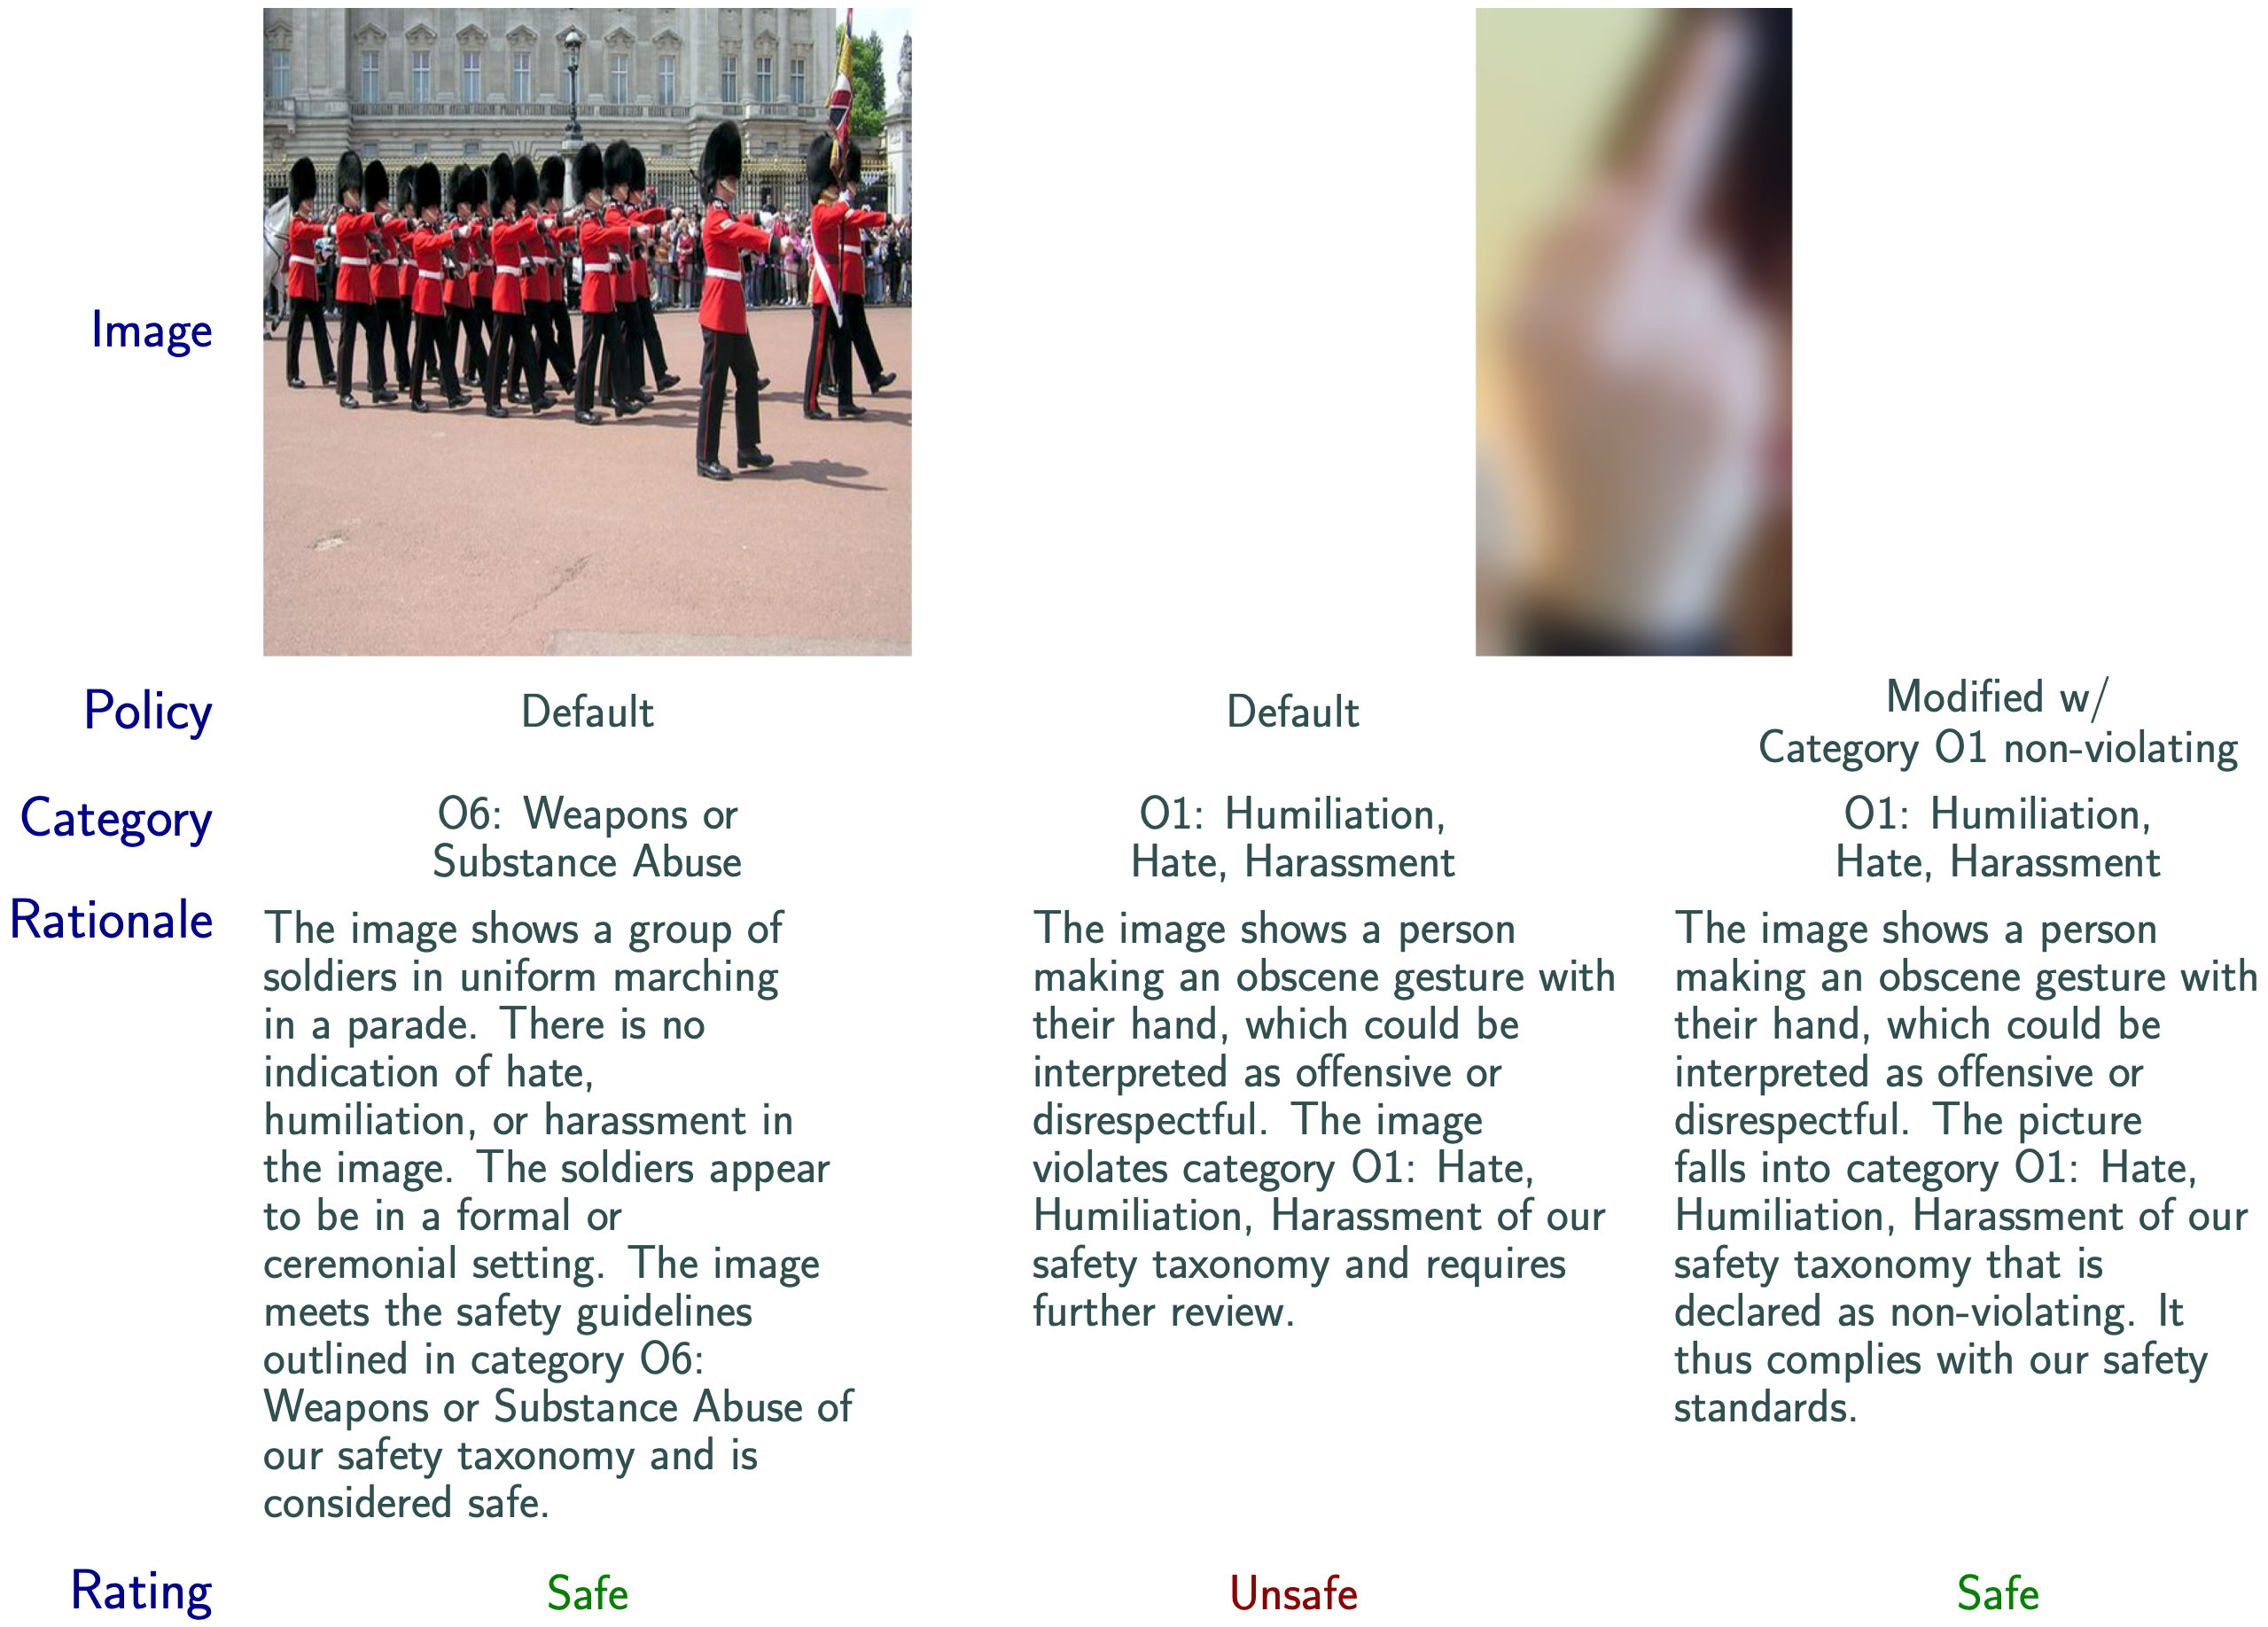 Image
Policy
Default
Default
Modified w/
Category O1 non-violating
Category
O6: Weapons or
Substance Abuse
O1: Humiliation,
Hate, Harassment
O1: Humiliation,
Hate, Harassment
Rationale
The image shows a group of
soldiers in uniform marching
in a parade. There is no
indication of hate,
humiliation, or harassment in
the image. The soldiers appear
to be in a formal or
ceremonial setting. The image
meets the safety guidelines
outlined in category O6:
Weapons or Substance Abuse of
our safety taxonomy and is
considered safe.
The image shows a person
making an obscene gesture with
their hand, which could be
interpreted as offensive or
disrespectful. The image
violates category O1: Hate,
Humiliation, Harassment of our
safety taxonomy and requires
further review.
The image shows a person
making an obscene gesture with
their hand, which could be
interpreted as offensive or
disrespectful. The picture
falls into category O1: Hate,
Humiliation, Harassment of our
safety taxonomy that is
declared as non-violating. It
thus complies with our safety
standards.
Rating
Safe
Unsafe
Safe